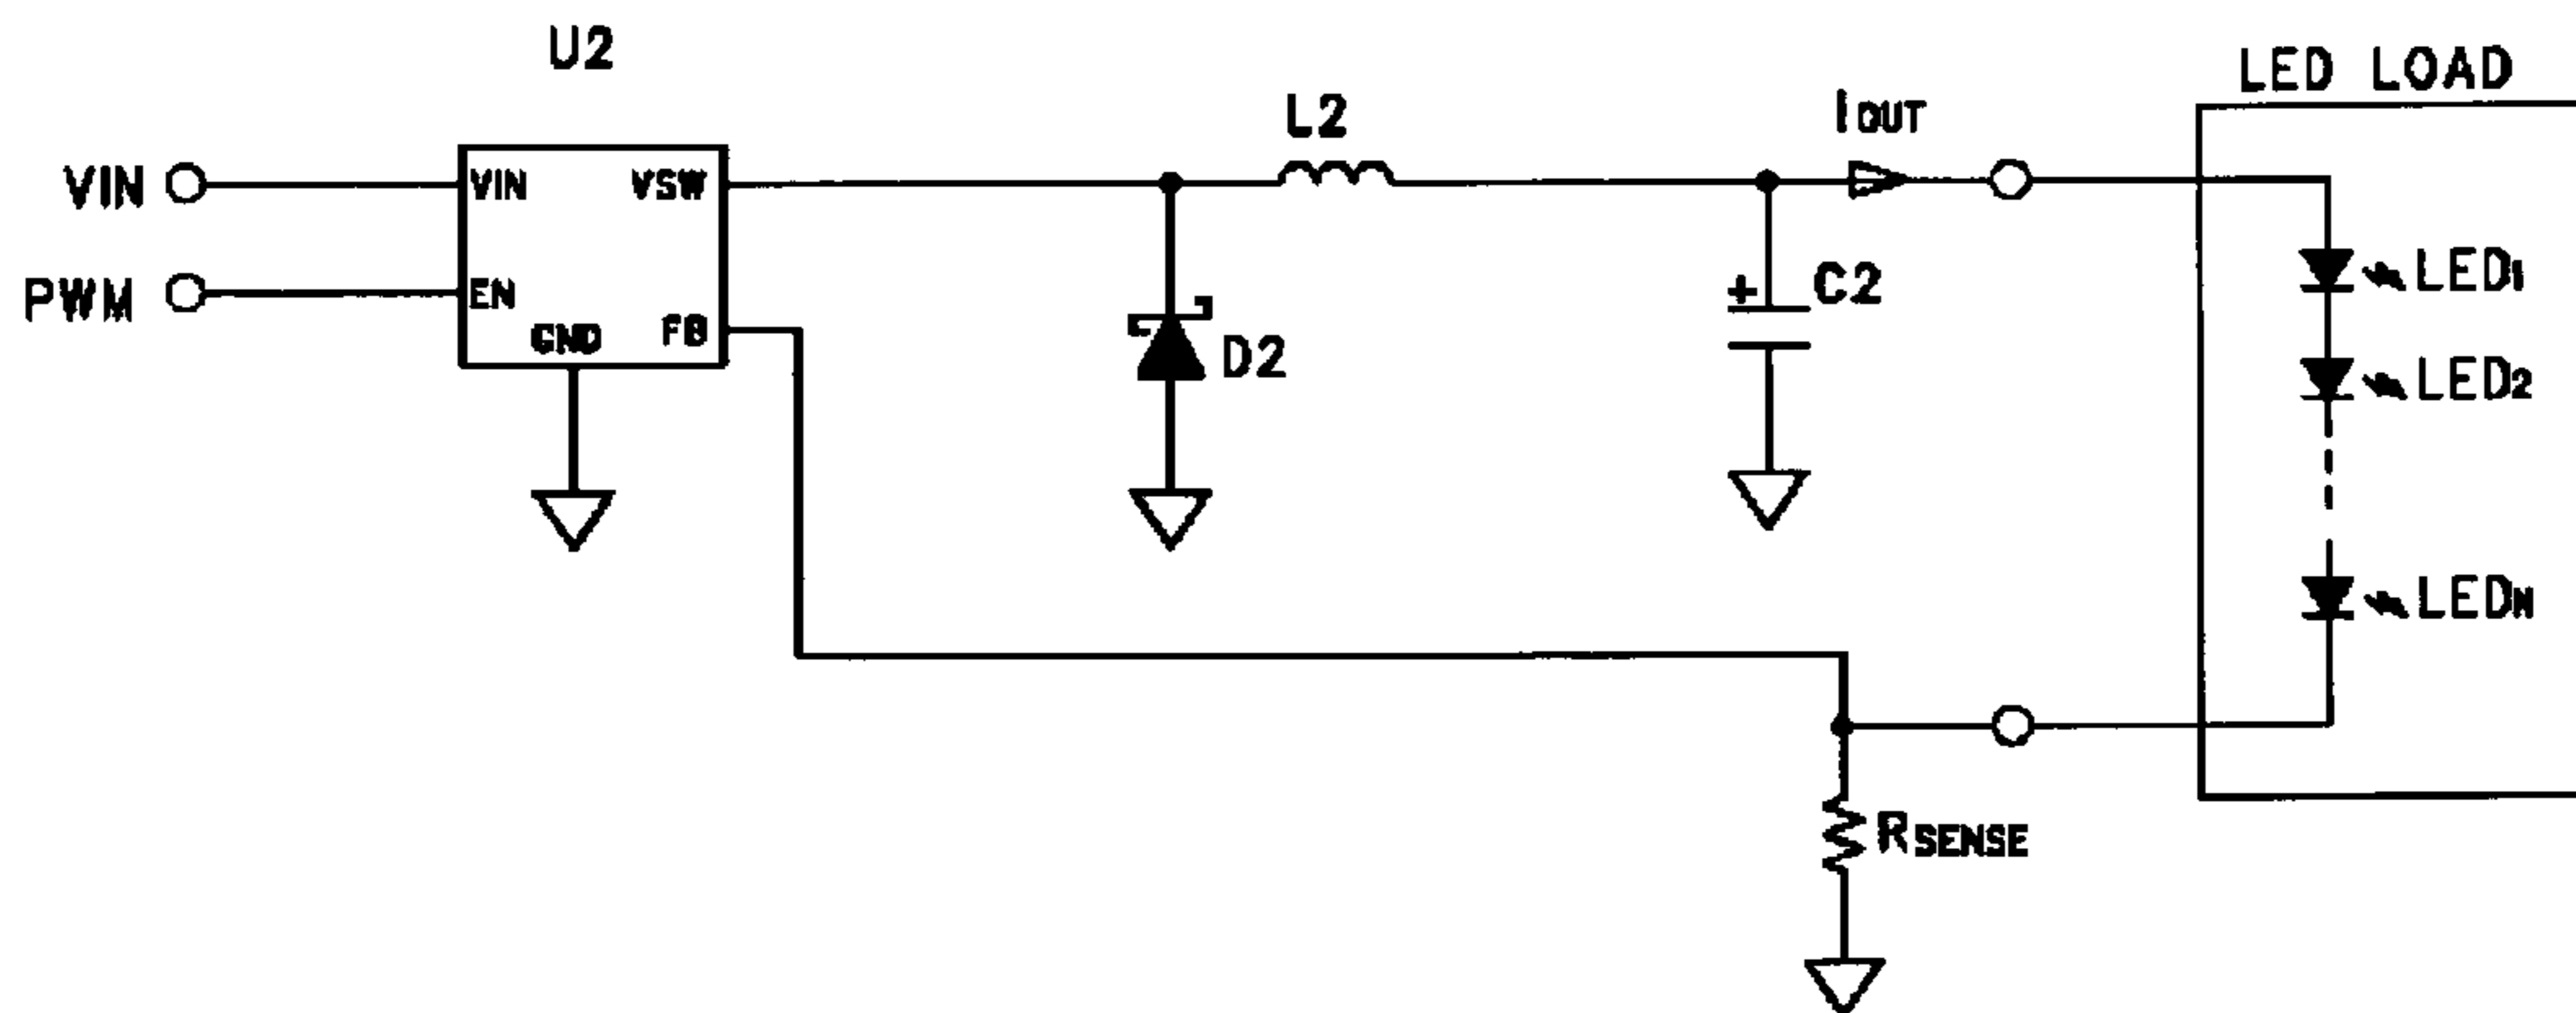 U2
LED LOAD
L2
IOUT
VIN
VIN
VSW
PWM
EN
GND
FB
D2
+
C2
LED1
LED2
LEDN
RSENSE